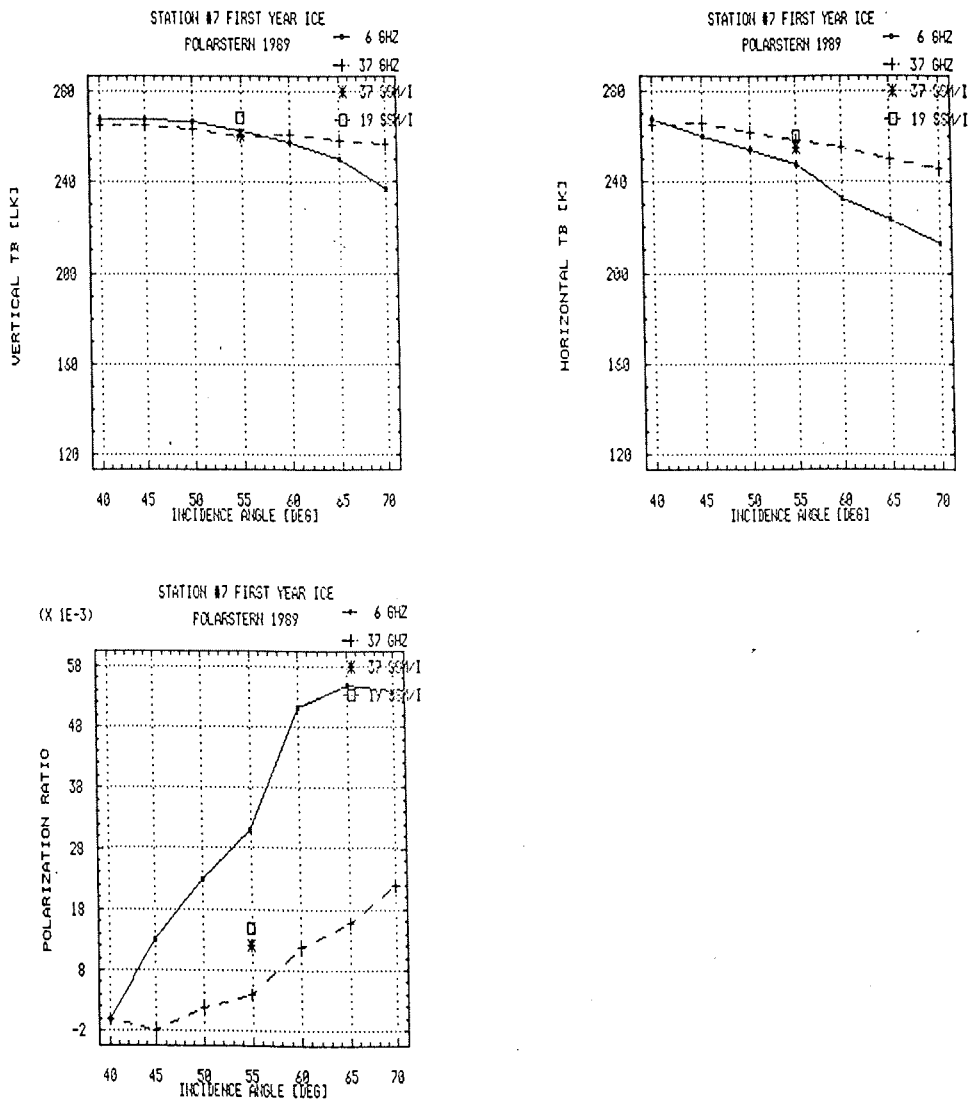 STATION #7 FIRST YEAR ICE
POLARSTERN 1989
6 GHZ
37 GHZ
37 SSM/I
19 SSM/I
VERTICAL TB [LK]
280
240
200
160
120
40 45 50 55 60 65 70
INCIDENCE ANGLE [DEG]
STATION #7 FIRST YEAR ICE
POLARSTERN 1989
6 GHZ
37 GHZ
37 SSM/I
19 SSM/I
HORIZONTAL TB [K]
280
240
200
160
120
40 45 50 55 60 65 70
INCIDENCE ANGLE [DEG]
STATION #7 FIRST YEAR ICE
(X 1E-3)
POLARSTERN 1989
6 GHZ
37 GHZ
37 SSM/I
19 SSM/I
POLARIZATION RATIO
58
48
38
28
18
8
-2
40 45 50 55 60 65 70
INCIDENCE ANGLE [DEG]